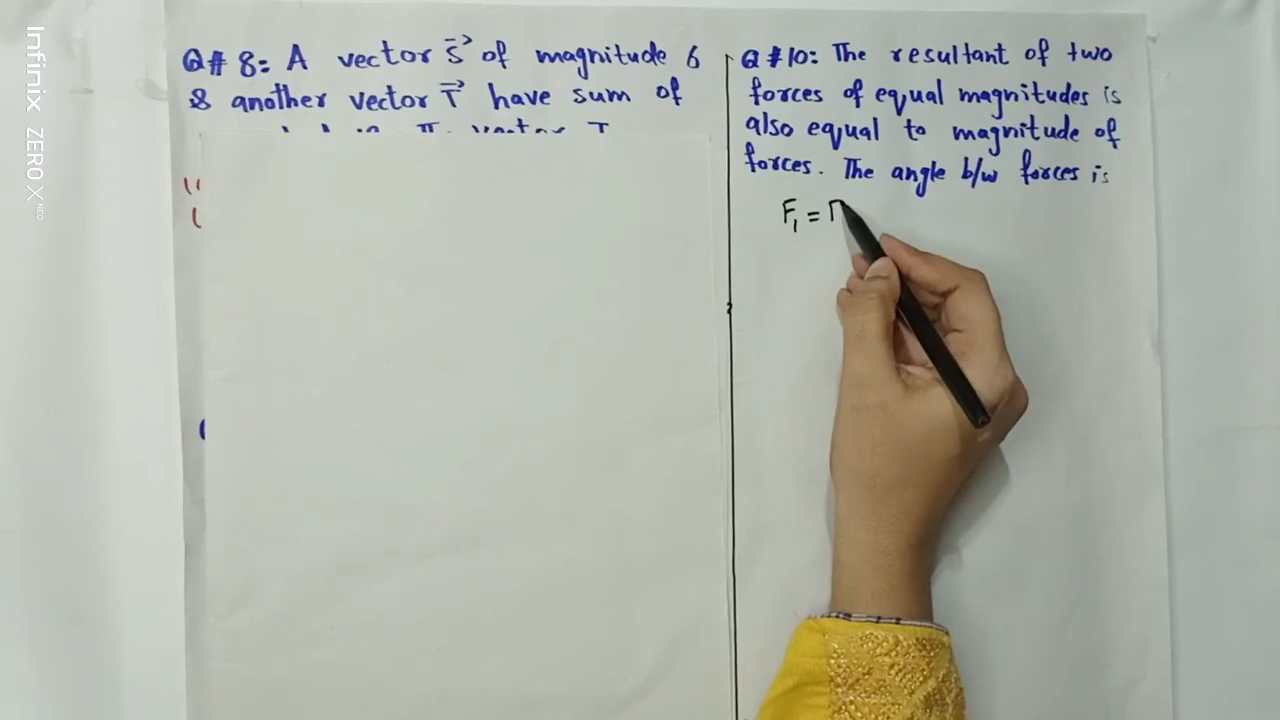 Q# 8: A vector S⃗ of magnitude 6
& another vector T⃗ have sum of
Q #10: The resultant of two
forces of equal magnitudes is
also equal to magnitude of
forces. The angle b/w forces is
F₁ =
Infinix ZERO X NEO